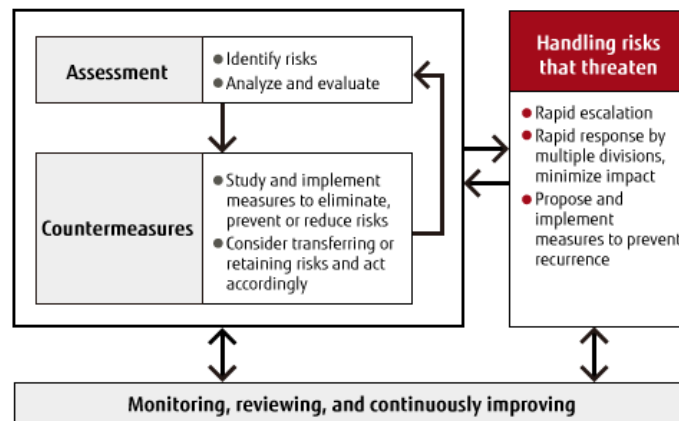 Assessment
● Identify risks
● Analyze and evaluate
Countermeasures
● Study and implement
measures to eliminate,
prevent or reduce risks
● Consider transferring or
retaining risks and act
accordingly
Handling risks
that threaten
● Rapid escalation
● Rapid response by
multiple divisions,
minimize impact
● Propose and
implement
measures to prevent
recurrence
Monitoring, reviewing, and continuously improving